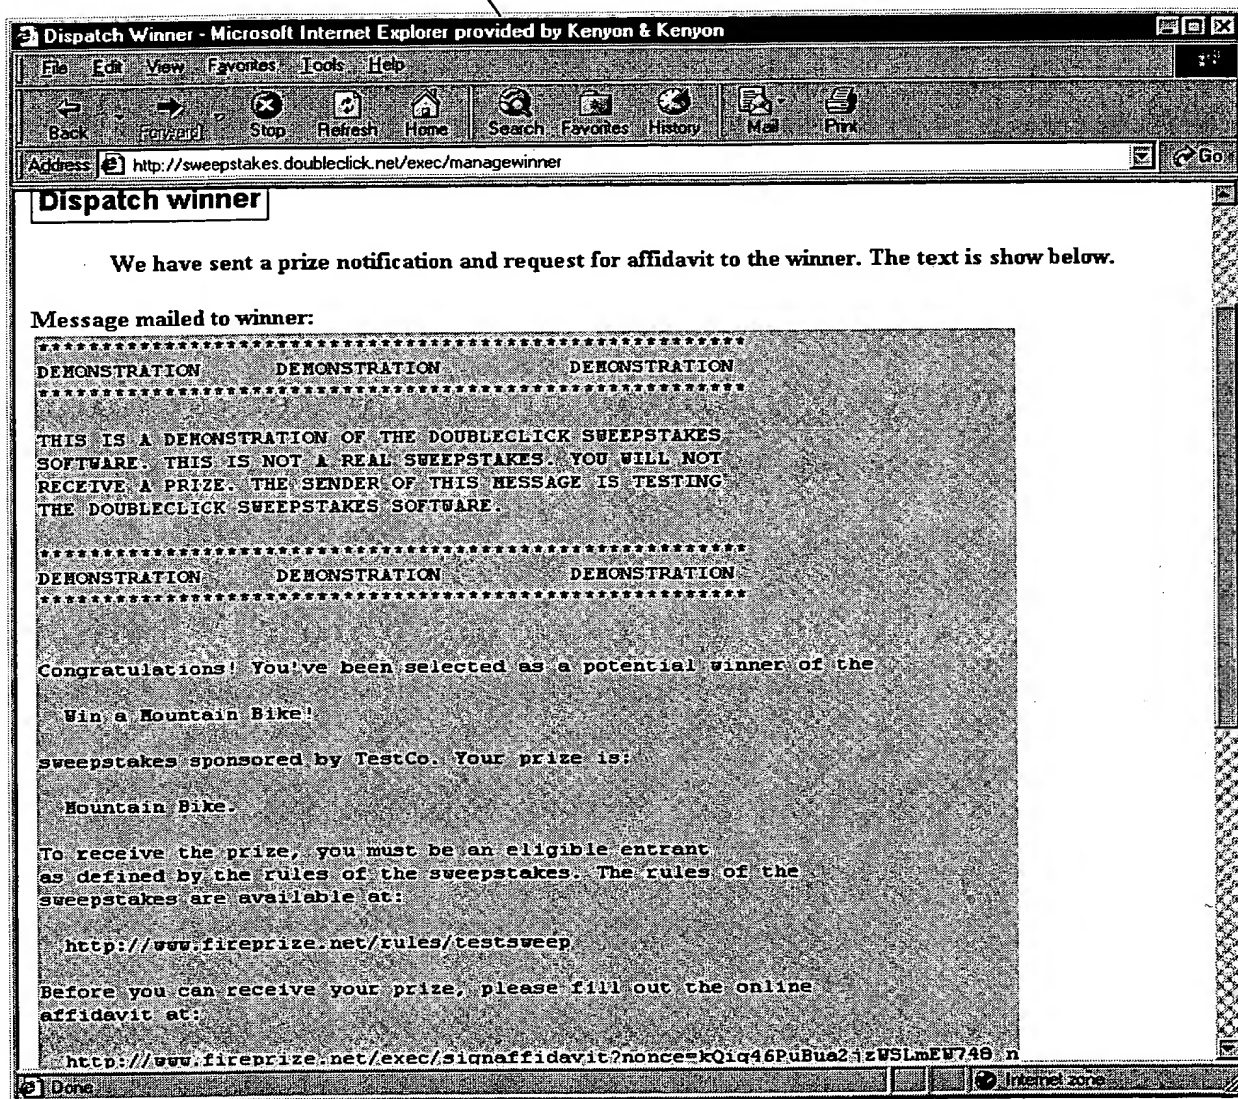 Dispatch Winner - Microsoft Internet Explorer provided by Kenyon & Kenyon
File Edit View Favorites Tools Help
Back Forward Stop Refresh Home Search Favorites History Mail Print
Address http://sweepstakes.doubleclick.net/exec/managewinner Go
Dispatch winner
We have sent a prize notification and request for affidavit to the winner. The text is show below.
Message mailed to winner:
********************************************************
DEMONSTRATION DEMONSTRATION DEMONSTRATION
********************************************************
THIS IS A DEMONSTRATION OF THE DOUBLECLICK SWEEPSTAKES
SOFTWARE. THIS IS NOT A REAL SWEEPSTAKES. YOU WILL NOT
RECEIVE A PRIZE. THE SENDER OF THIS MESSAGE IS TESTING
THE DOUBLECLICK SWEEPSTAKES SOFTWARE.
********************************************************
DEMONSTRATION DEMONSTRATION DEMONSTRATION
********************************************************
Congratulations! You've been selected as a potential winner of the
Win a Mountain Bike!
sweepstakes sponsored by TestCo. Your prize is:
Mountain Bike.
To receive the prize, you must be an eligible entrant
as defined by the rules of the sweepstakes. The rules of the
sweepstakes are available at:
http://www.fireprize.net/rules/testsweep
Before you can receive your prize, please fill out the online
affidavit at:
http://www.fireprize.net/exec/signaffidavit?nonce=kQiq46PuBua2jzWSLmEW748_n
Done Internet zone